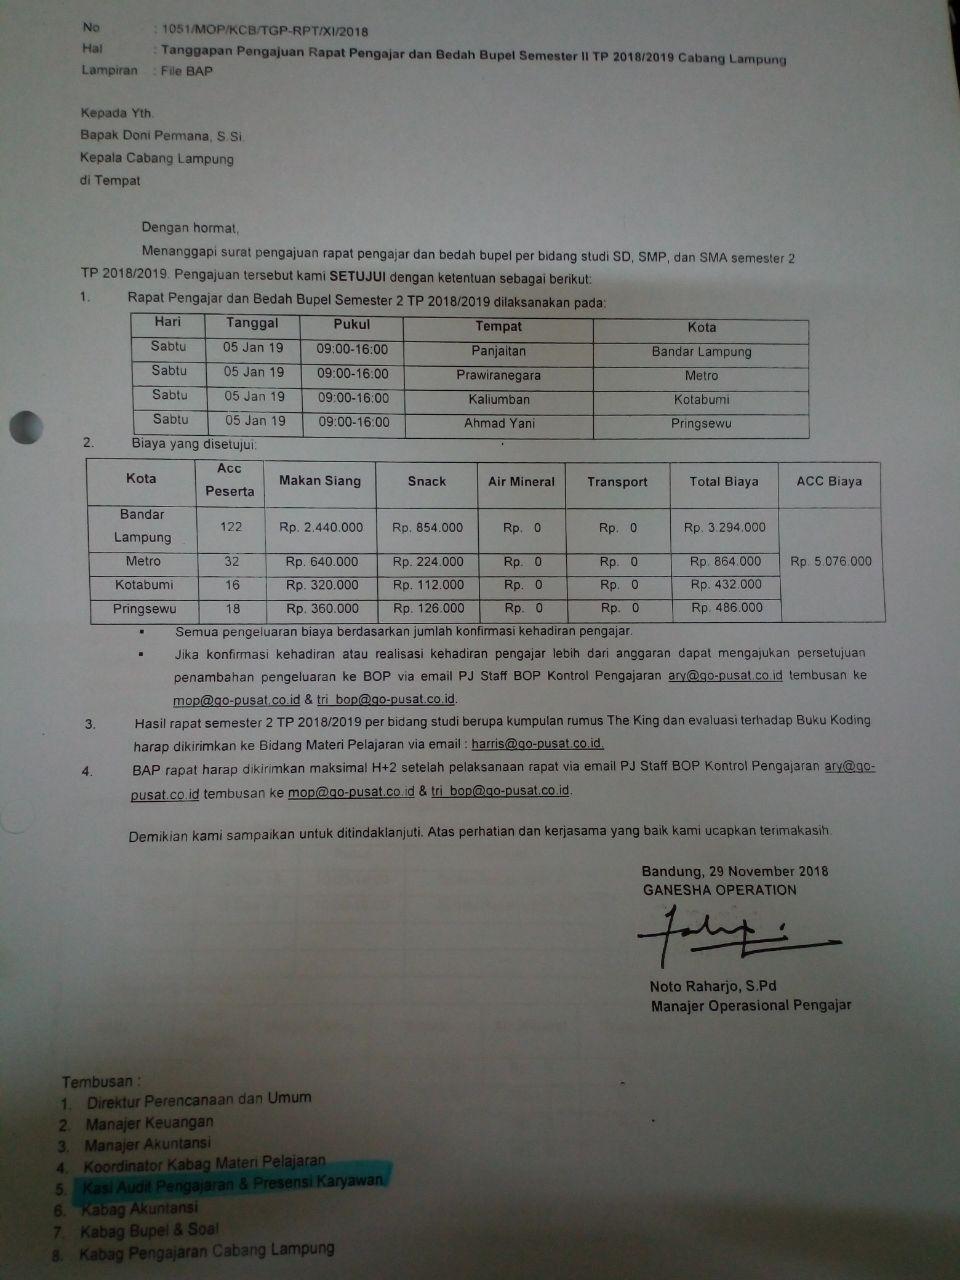 No : 1051/MOP/KCB/TGP-RPT/XI/2018
Hal : Tanggapan Pengajuan Rapat Pengajar dan Bedah Bupel Semester II TP 2018/2019 Cabang Lampung
Lampiran : File BAP
Kepada Yth.
Bapak Doni Permana, S.Si.
Kepala Cabang Lampung
di Tempat
Dengan hormat,
Menanggapi surat pengajuan rapat pengajar dan bedah bupel per bidang studi SD, SMP, dan SMA semester 2
TP 2018/2019. Pengajuan tersebut kami SETUJUI dengan ketentuan sebagai berikut:
1. Rapat Pengajar dan Bedah Bupel Semester 2 TP 2018/2019 dilaksanakan pada:
Hari Tanggal Pukul Tempat Kota
Sabtu 05 Jan 19 09:00-16:00 Panjaitan Bandar Lampung
Sabtu 05 Jan 19 09:00-16:00 Prawiranegara Metro
Sabtu 05 Jan 19 09:00-16:00 Kaliumban Kotabumi
Sabtu 05 Jan 19 09:00-16:00 Ahmad Yani Pringsewu
2. Biaya yang disetujui:
Kota Acc Peserta Makan Siang Snack Air Mineral Transport Total Biaya ACC Biaya
Bandar Lampung 122 Rp. 2.440.000 Rp. 854.000 Rp. 0 Rp. 0 Rp. 3.294.000 Rp. 5.076.000
Metro 32 Rp. 640.000 Rp. 224.000 Rp. 0 Rp. 0 Rp. 864.000
Kotabumi 16 Rp. 320.000 Rp. 112.000 Rp. 0 Rp. 0 Rp. 432.000
Pringsewu 18 Rp. 360.000 Rp. 126.000 Rp. 0 Rp. 0 Rp. 486.000
▪ Semua pengeluaran biaya berdasarkan jumlah konfirmasi kehadiran pengajar.
▪ Jika konfirmasi kehadiran atau realisasi kehadiran pengajar lebih dari anggaran dapat mengajukan persetujuan
penambahan pengeluaran ke BOP via email PJ Staff BOP Kontrol Pengajaran ary@go-pusat.co.id tembusan ke
mop@go-pusat.co.id & tri_bop@go-pusat.co.id.
3. Hasil rapat semester 2 TP 2018/2019 per bidang studi berupa kumpulan rumus The King dan evaluasi terhadap Buku Koding
harap dikirimkan ke Bidang Materi Pelajaran via email : harris@go-pusat.co.id.
4. BAP rapat harap dikirimkan maksimal H+2 setelah pelaksanaan rapat via email PJ Staff BOP Kontrol Pengajaran ary@go-
pusat.co.id tembusan ke mop@go-pusat.co.id & tri_bop@go-pusat.co.id.
Demikian kami sampaikan untuk ditindaklanjuti. Atas perhatian dan kerjasama yang baik kami ucapkan terimakasih.
Bandung, 29 November 2018
GANESHA OPERATION
Noto Raharjo, S.Pd
Manajer Operasional Pengajar
Tembusan :
1. Direktur Perencanaan dan Umum
2. Manajer Keuangan
3. Manajer Akuntansi
4. Koordinator Kabag Materi Pelajaran
5. Kasi Audit Pengajaran & Presensi Karyawan
6. Kabag Akuntansi
7. Kabag Bupel & Soal
8. Kabag Pengajaran Cabang Lampung